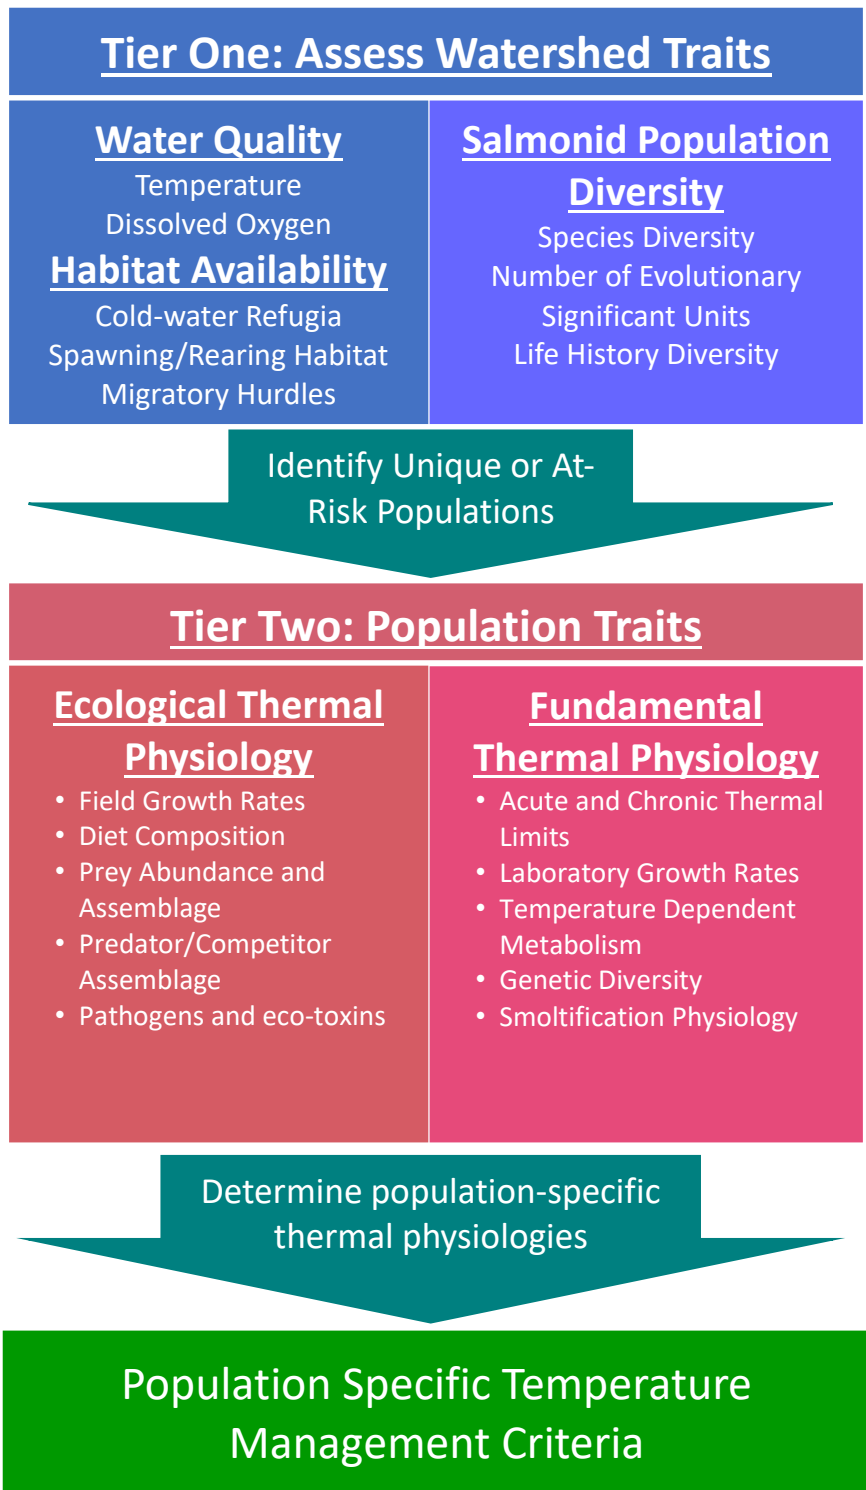 Tier One: Assess Watershed Traits
Water Quality
Temperature
Dissolved Oxygen
Habitat Availability
Cold-water Refugia
Spawning/Rearing Habitat
Migratory Hurdles
Salmonid Population
Diversity
Species Diversity
Number of Evolutionary
Significant Units
Life History Diversity
Identify Unique or At-
Risk Populations
Tier Two: Population Traits
Ecological Thermal
Physiology
• Field Growth Rates
• Diet Composition
• Prey Abundance and
Assemblage
• Predator/Competitor
Assemblage
• Pathogens and eco-toxins
Fundamental
Thermal Physiology
• Acute and Chronic Thermal
Limits
• Laboratory Growth Rates
• Temperature Dependent
Metabolism
• Genetic Diversity
• Smoltification Physiology
Determine population-specific
thermal physiologies
Population Specific Temperature
Management Criteria